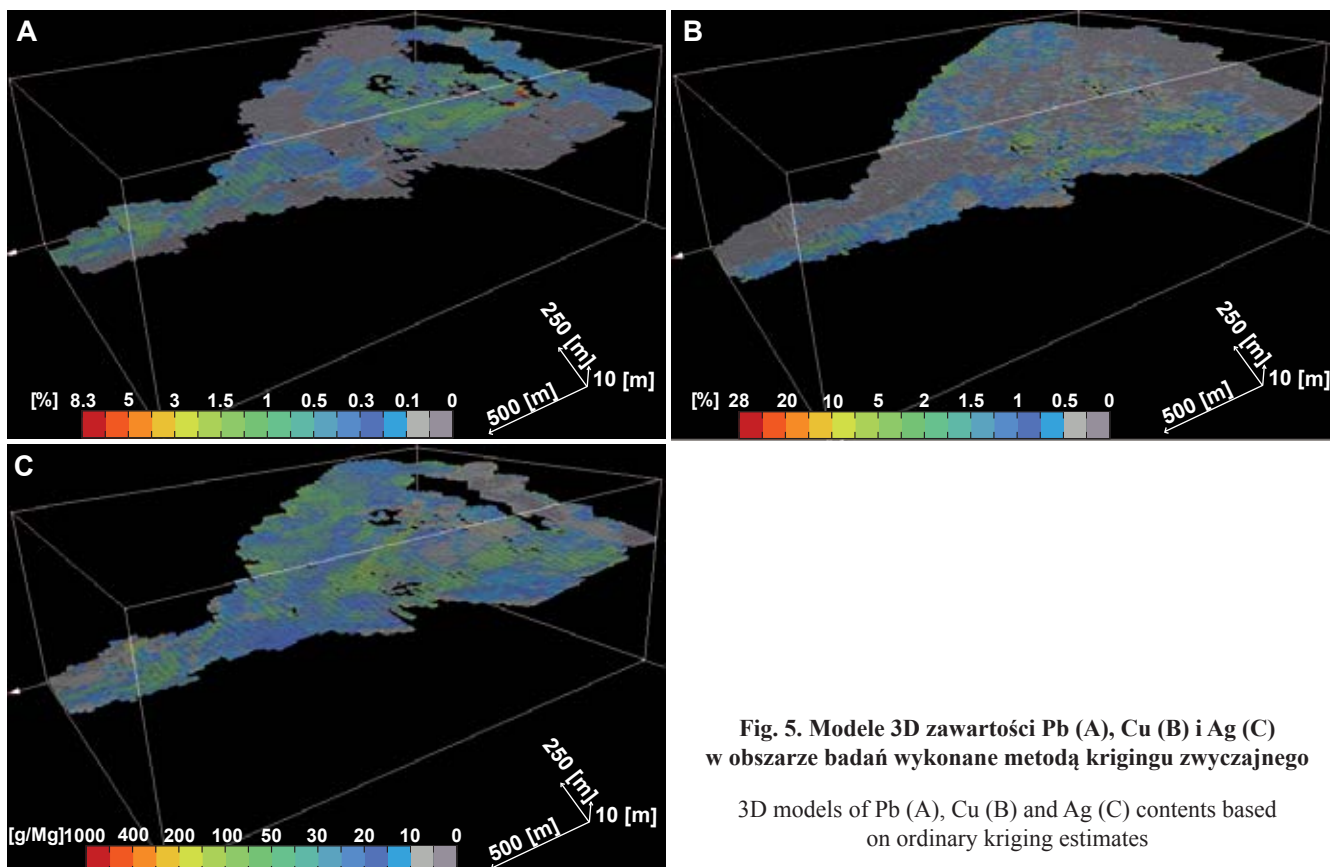 A
250 [m]
10 [m]
500 [m]
[%] 8.3 5 3 1.5 1 0.5 0.3 0.1 0
B
250 [m]
10 [m]
500 [m]
[%] 28 20 10 5 2 1.5 1 0.5 0
C
250 [m]
10 [m]
500 [m]
[g/Mg] 1000 400 200 100 50 30 20 10 0
Fig. 5. Modele 3D zawartości Pb (A), Cu (B) i Ag (C)
w obszarze badań wykonane metodą krigingu zwyczajnego
3D models of Pb (A), Cu (B) and Ag (C) contents based
on ordinary kriging estimates